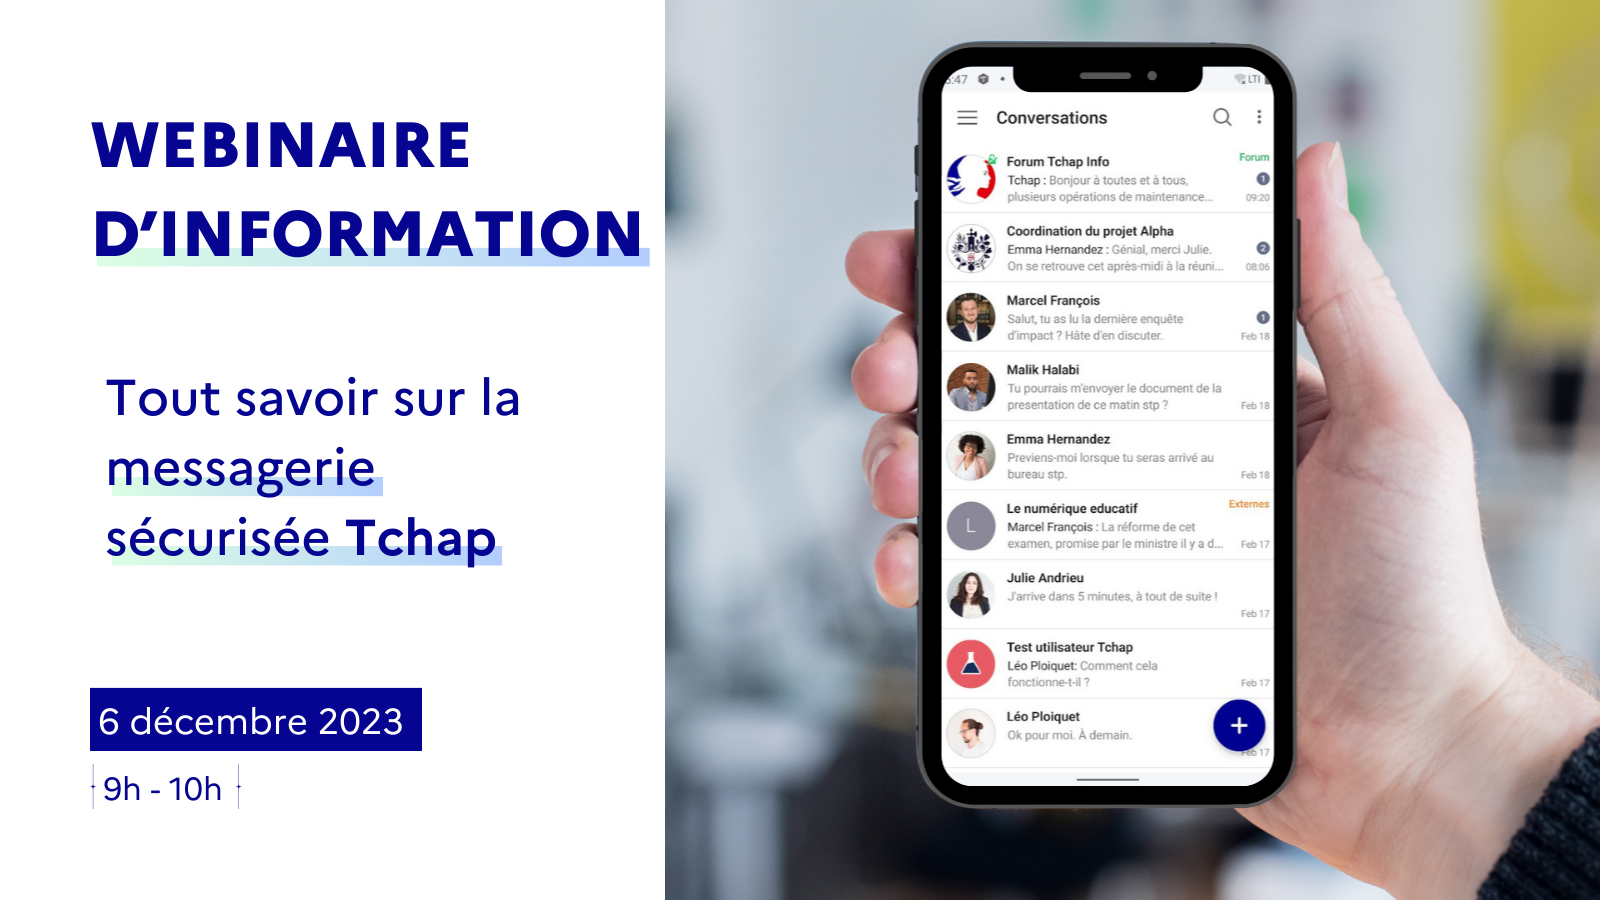 WEBINAIRE
D’INFORMATION
Tout savoir sur la
messagerie
sécurisée Tchap
6 décembre 2023
9h - 10h
:47 LTI
Conversations
Forum Tchap Info Forum
Tchap : Bonjour à toutes et à tous, 1
plusieurs opérations de maintenance... 09:20
Coordination du projet Alpha
Emma Hernandez : Génial, merci Julie. 2
On se retrouve cet après-midi à la réuni... 08:06
Marcel François
Salut, tu as lu la dernière enquête 1
d'impact ? Hâte d'en discuter. Feb 18
Malik Halabi
Tu pourrais m'envoyer le document de la
presentation de ce matin stp ? Feb 18
Emma Hernandez
Previens-moi lorsque tu seras arrivé au
bureau stp. Feb 18
Le numérique educatif Externes
L
Marcel François : La réforme de cet
examen, promise par le ministre il y a d... Feb 17
Julie Andrieu
J'arrive dans 5 minutes, à tout de suite !
Feb 17
Test utilisateur Tchap
Léo Ploiquet: Comment cela
fonctionne-t-il ? Feb 17
Léo Ploiquet
Ok pour moi. À demain.
+
Feb 17